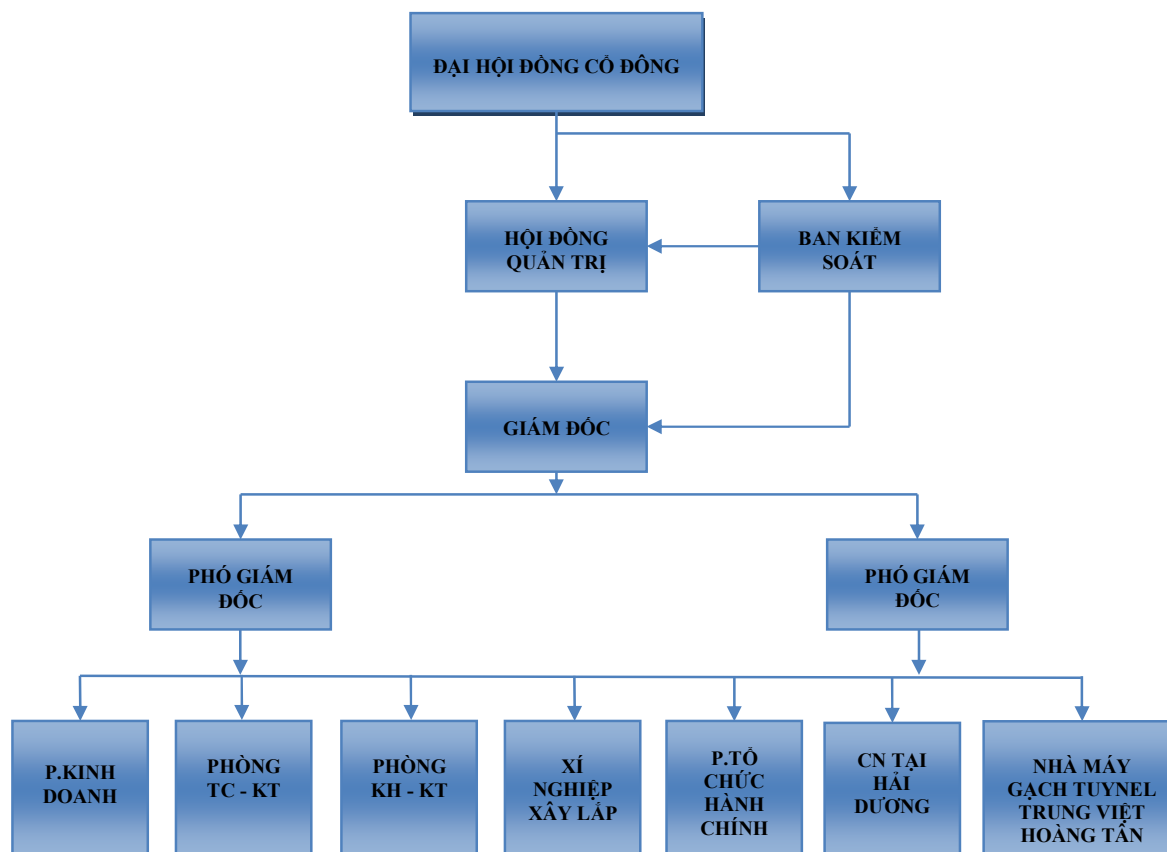 ĐẠI HỘI ĐỒNG CỔ ĐÔNG
HỘI ĐỒNG
QUẢN TRỊ
BAN KIỂM
SOÁT
GIÁM ĐỐC
PHÓ GIÁM
ĐỐC
PHÓ GIÁM
ĐỐC
P.KINH
DOANH
PHÒNG
TC - KT
PHÒNG
KH - KT
XÍ
NGHIỆP
XÂY LẮP
P.TỔ
CHỨC
HÀNH
CHÍNH
CN TẠI
HẢI
DƯƠNG
NHÀ MÁY
GẠCH TUYNEL
TRUNG VIỆT
HOÀNG TÂN